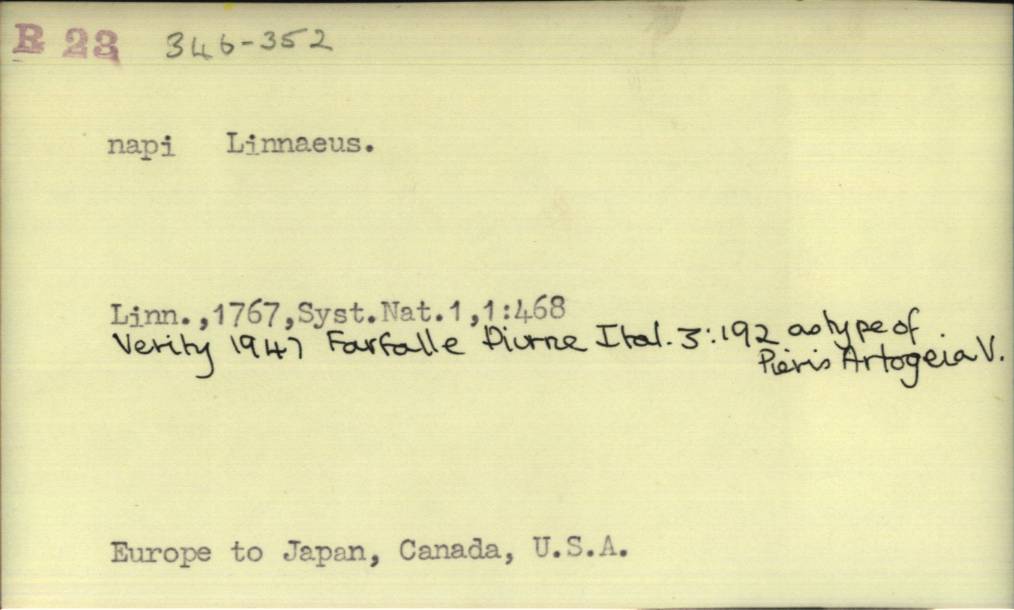 R 23 346-352
napi Linnaeus.
Linn.,1767,Syst.Nat.1,1:468
Verity 1947 Farfalle Diurne Ital. 3:192 as type of
Pieris Artogeia V.
Europe to Japan, Canada, U.S.A.